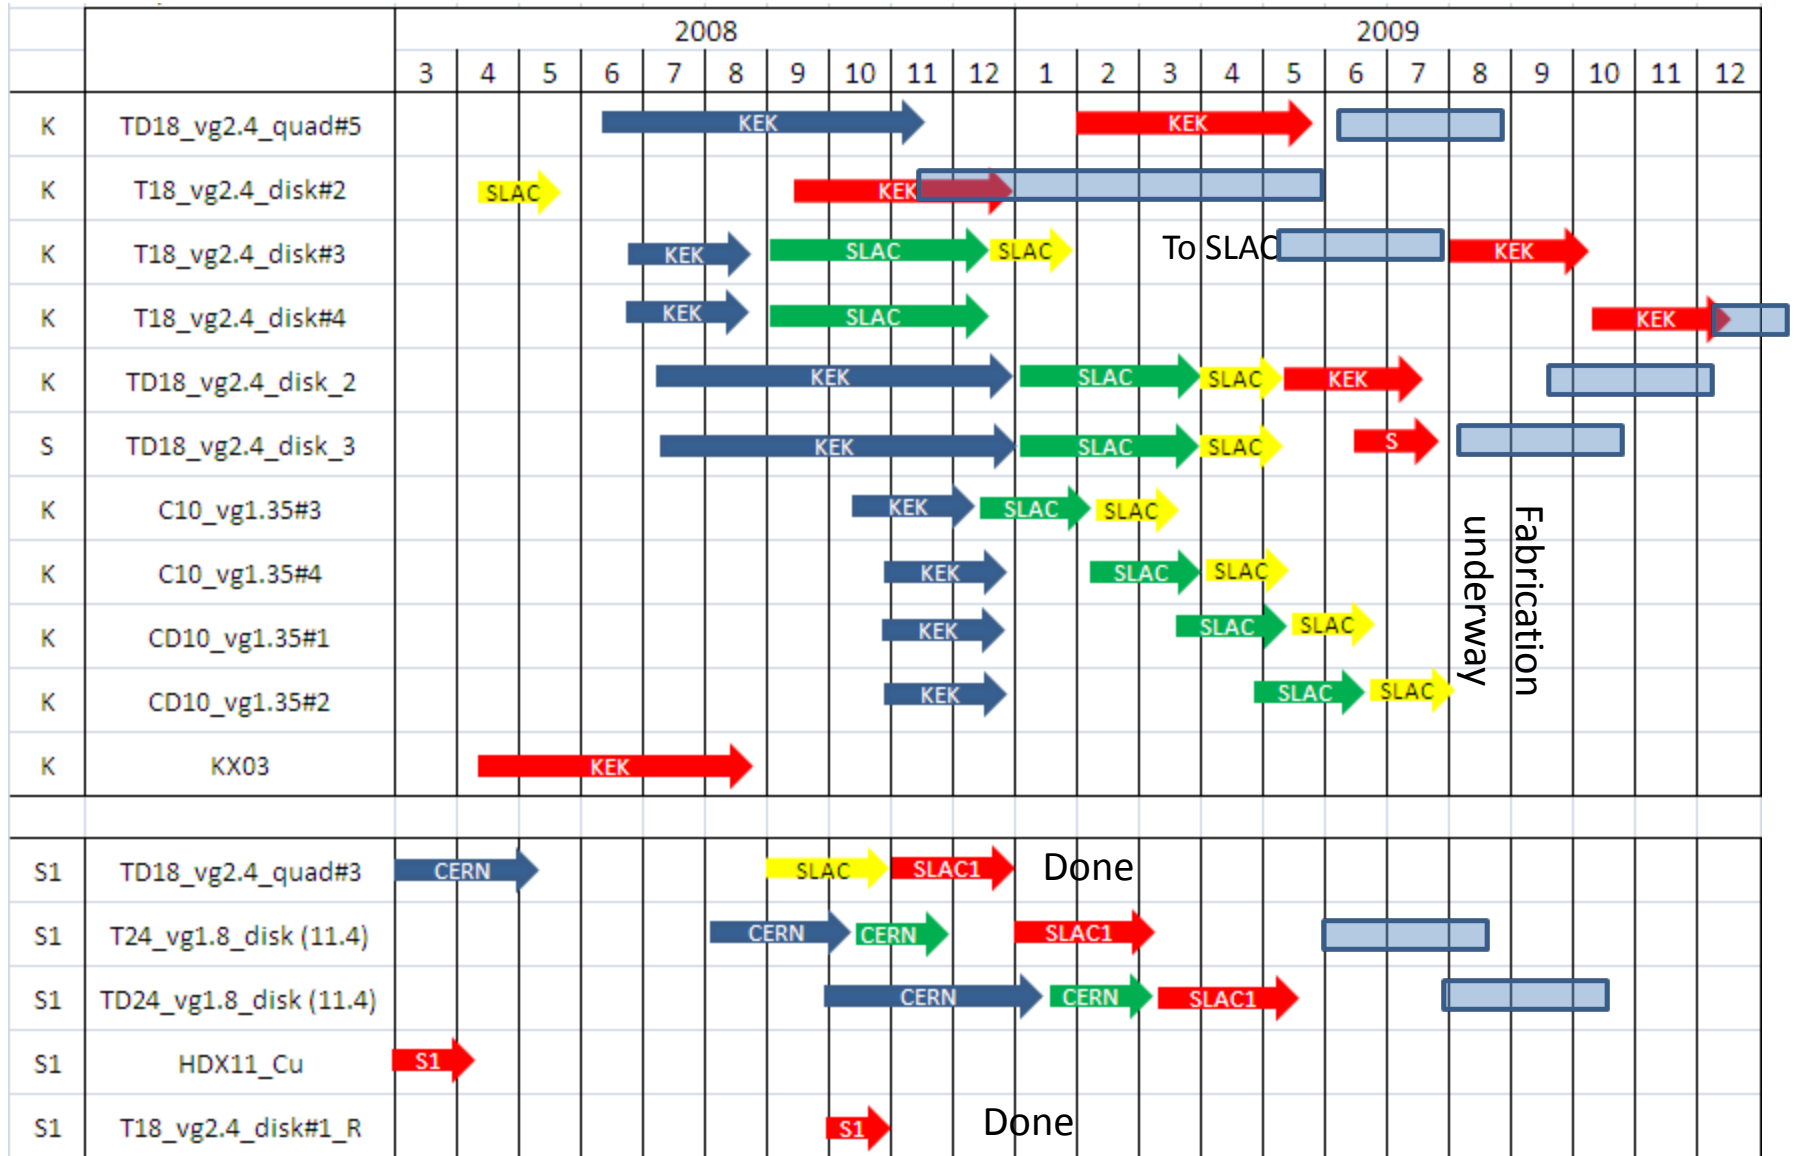 2008 2009
3 4 5 6 7 8 9 10 11 12 1 2 3 4 5 6 7 8 9 10 11 12
K TD18_vg2.4_quad#5 KEK KEK
K T18_vg2.4_disk#2 SLAC KEK
K T18_vg2.4_disk#3 KEK SLAC SLAC To SLAC KEK
K T18_vg2.4_disk#4 KEK SLAC KEK
K TD18_vg2.4_disk_2 KEK SLAC SLAC KEK
S TD18_vg2.4_disk_3 KEK SLAC SLAC S
K C10_vg1.35#3 KEK SLAC SLAC
K C10_vg1.35#4 KEK SLAC SLAC
K CD10_vg1.35#1 KEK SLAC SLAC
K CD10_vg1.35#2 KEK SLAC SLAC
Fabrication
underway
K KX03 KEK
S1 TD18_vg2.4_quad#3 CERN SLAC SLAC1 Done
S1 T24_vg1.8_disk (11.4) CERN CERN SLAC1
S1 TD24_vg1.8_disk (11.4) CERN CERN SLAC1
S1 HDX11_Cu S1
S1 T18_vg2.4_disk#1_R S1 Done